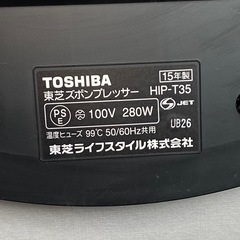 TOSHIBA 15年製
東芝ズボンプレッサー HIP-T35
PS E 100V 280W S JET
UB26
温度ヒューズ 99℃ 50/60Hz共用
東芝ライフスタイル株式会社